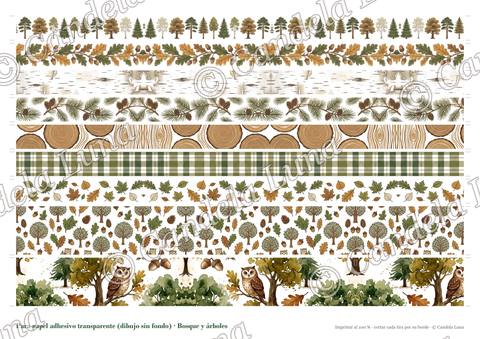 © Candela Luna
papel adhesivo transparente (dibujo sin fondo) · Bosque y árboles
Imprimir al 100 % · cortar cada tira por su borde · © Candela Luna